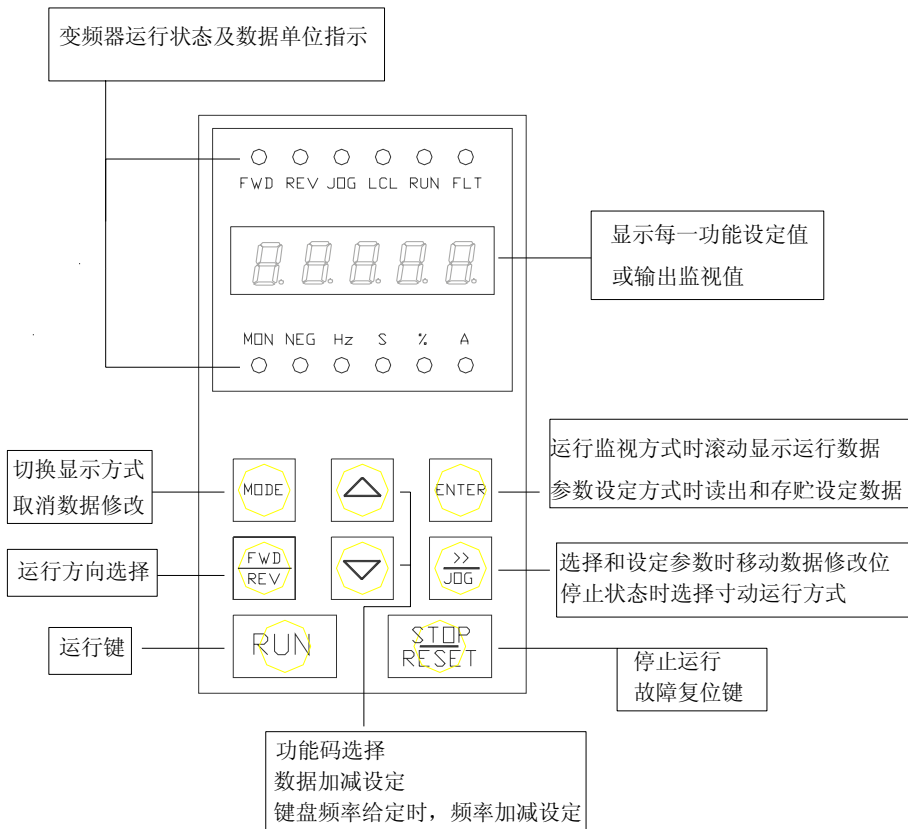 变频器运行状态及数据单位指示
FWD REV JOG LCL RUN FLT
8.8.8.8.8.
显示每一功能设定值
或输出监视值
MON NEG Hz S % A
切换显示方式
取消数据修改
MODE
ENTER
运行监视方式时滚动显示运行数据
参数设定方式时读出和存贮设定数据
运行方向选择
FWD
REV
>>
JOG
选择和设定参数时移动数据修改位
停止状态时选择寸动运行方式
运行键
RUN
STOP
RESET
停止运行
故障复位键
功能码选择
数据加减设定
键盘频率给定时，频率加减设定